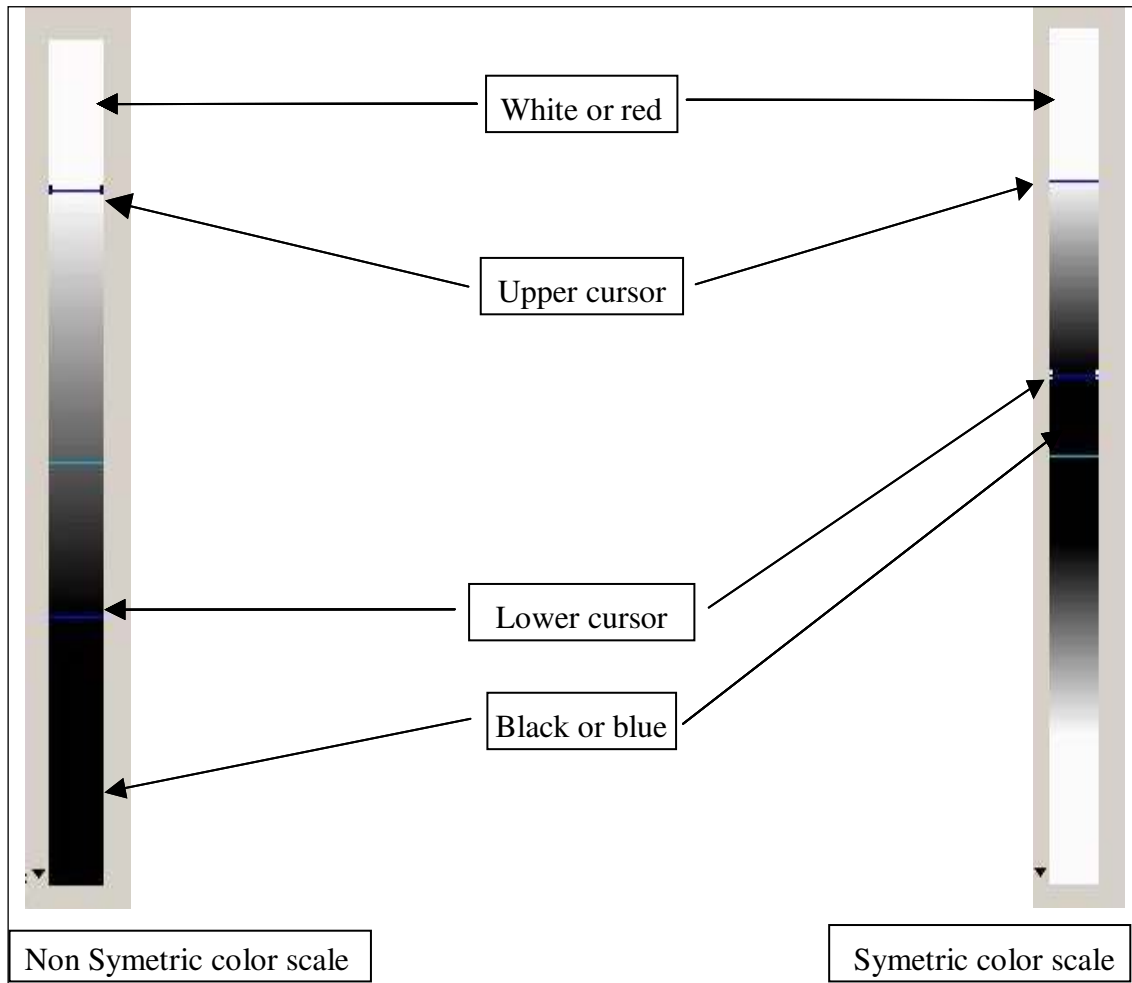 White or red
Upper cursor
Lower cursor
Black or blue
Non Symetric color scale
Symetric color scale